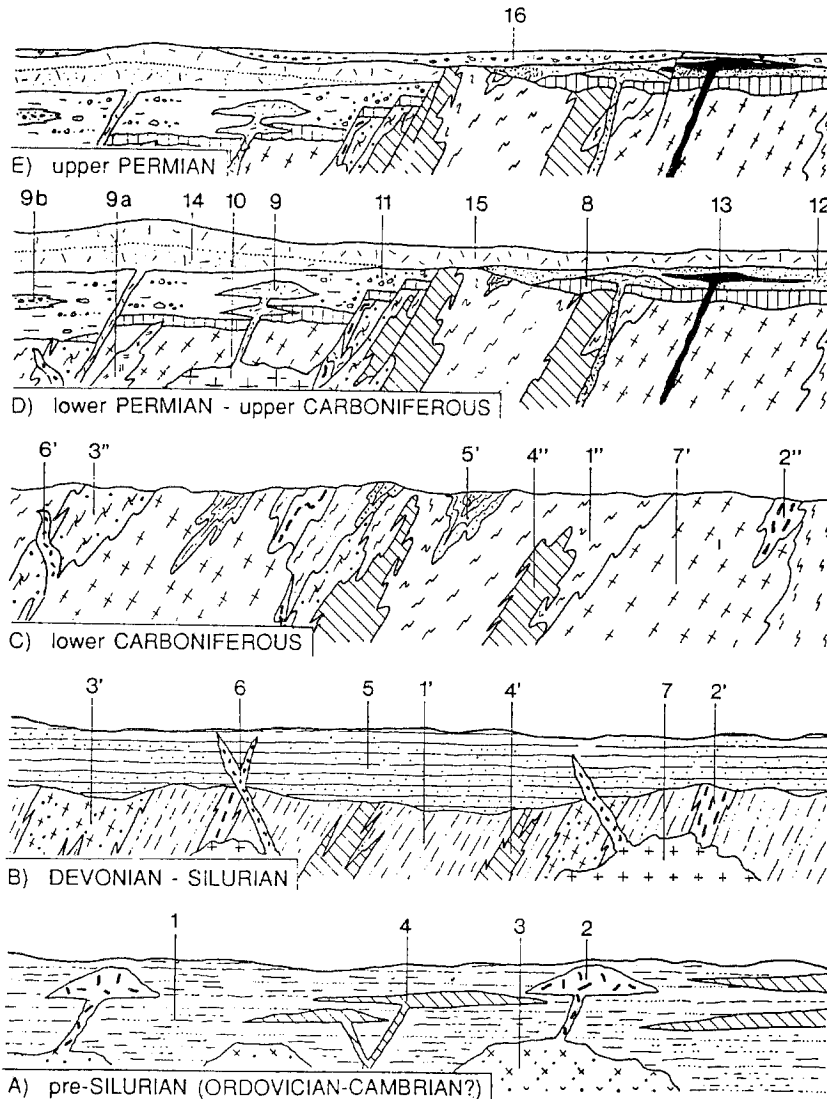 16
E) upper PERMIAN
9b 9a 14 10 9 11 15 8 13 12
D) lower PERMIAN - upper CARBONIFEROUS
6' 3" 5' 4" 1" 7' 2"
C) lower CARBONIFEROUS
3' 6 5 1' 4' 7 2'
B) DEVONIAN - SILURIAN
1 4 3 2
A) pre-SILURIAN (ORDOVICIAN-CAMBRIAN?)